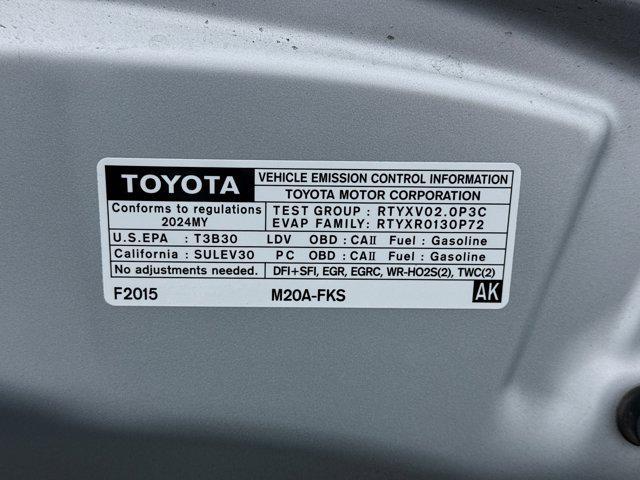 TOYOTA VEHICLE EMISSION CONTROL INFORMATION
TOYOTA MOTOR CORPORATION
Conforms to regulations TEST GROUP : RTYXV02.0P3C
2024MY EVAP FAMILY: RTYXR0130P72
U.S.EPA : T3B30 LDV OBD : CAII Fuel : Gasoline
California : SULEV30 PC OBD : CAII Fuel : Gasoline
No adjustments needed. DFI+SFI, EGR, EGRC, WR-HO2S(2), TWC(2)
F2015 M20A-FKS AK